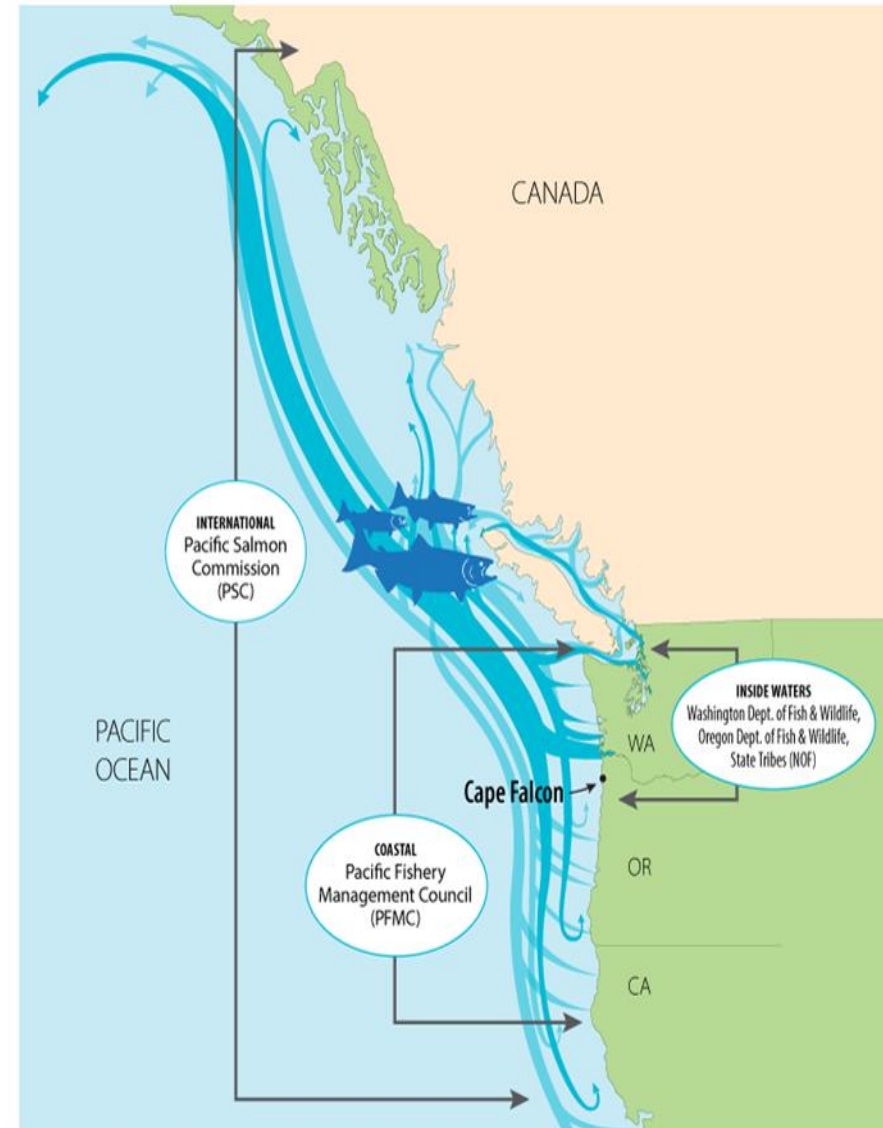 CANADA
INTERNATIONAL
Pacific Salmon
Commission
(PSC)
PACIFIC
OCEAN
INSIDE WATERS
Washington Dept. of Fish & Wildlife,
Oregon Dept. of Fish & Wildlife,
State Tribes (NOF)
WA
Cape Falcon
COASTAL
Pacific Fishery
Management Council
(PFMC)
OR
CA